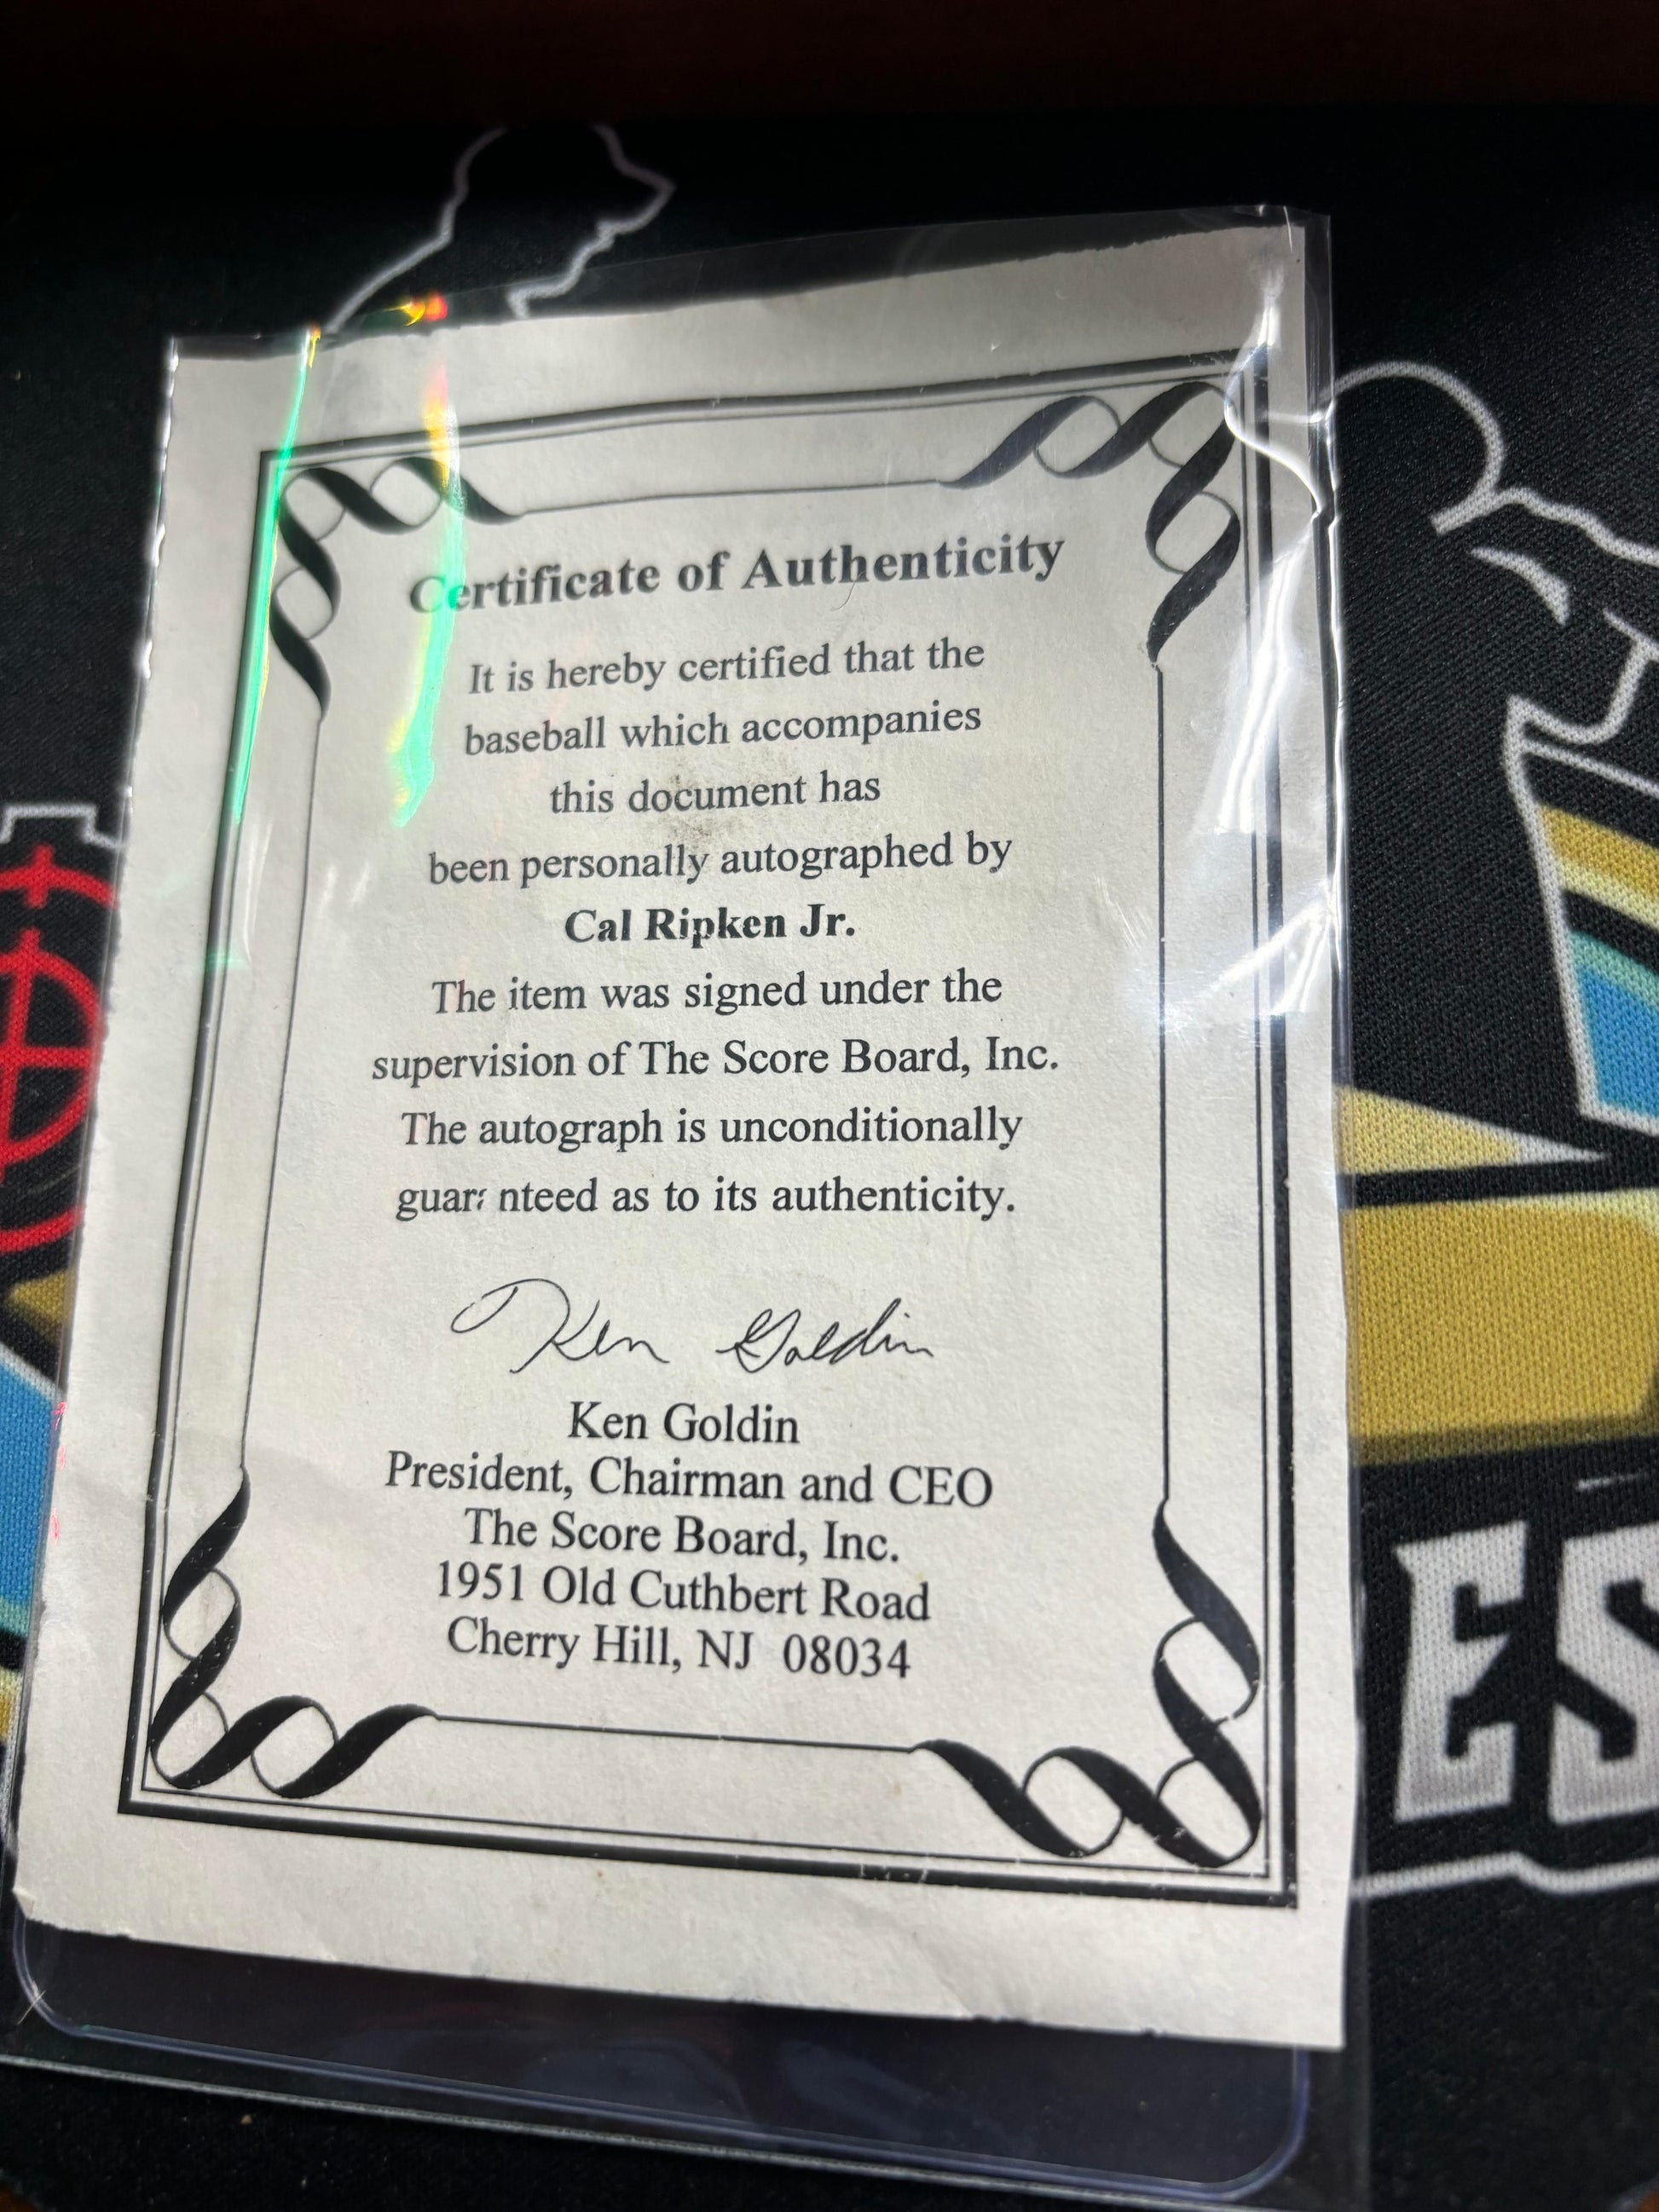 Certificate of Authenticity
It is hereby certified that the
baseball which accompanies
this document has
been personally autographed by
Cal Ripken Jr.
The item was signed under the
supervision of The Score Board, Inc.
The autograph is unconditionally
guaranteed as to its authenticity.
Ken Goldin
Ken Goldin
President, Chairman and CEO
The Score Board, Inc.
1951 Old Cuthbert Road
Cherry Hill, NJ 08034
ES